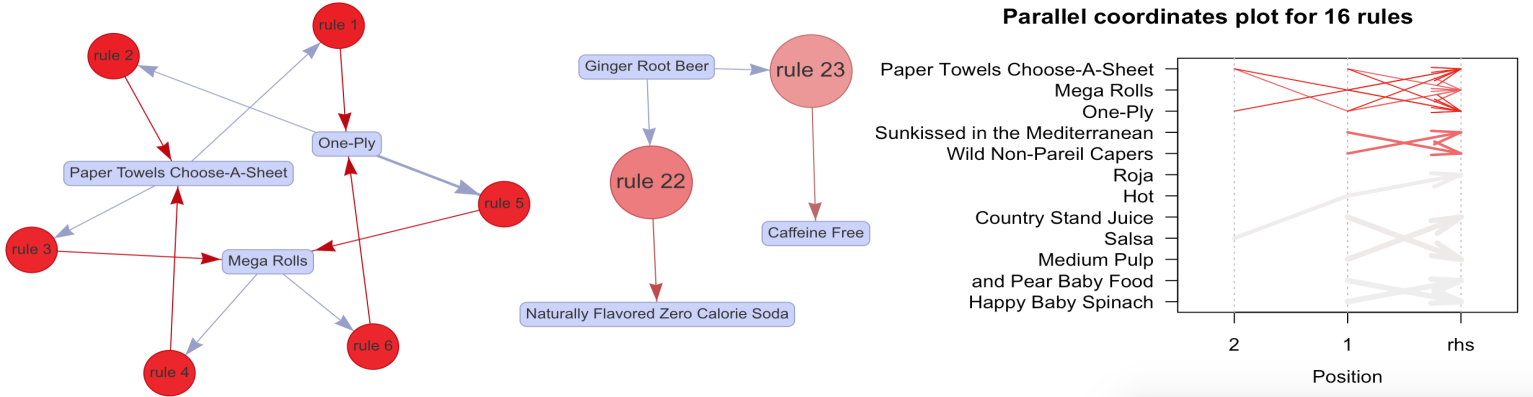 rule 1
rule 2
One-Ply
Paper Towels Choose-A-Sheet
rule 5
rule 3
Mega Rolls
rule 6
rule 4
Ginger Root Beer
rule 23
rule 22
Caffeine Free
Naturally Flavored Zero Calorie Soda
Parallel coordinates plot for 16 rules
Paper Towels Choose-A-Sheet
Mega Rolls
One-Ply
Sunkissed in the Mediterranean
Wild Non-Pareil Capers
Roja
Hot
Country Stand Juice
Salsa
Medium Pulp
and Pear Baby Food
Happy Baby Spinach
2 1 rhs
Position